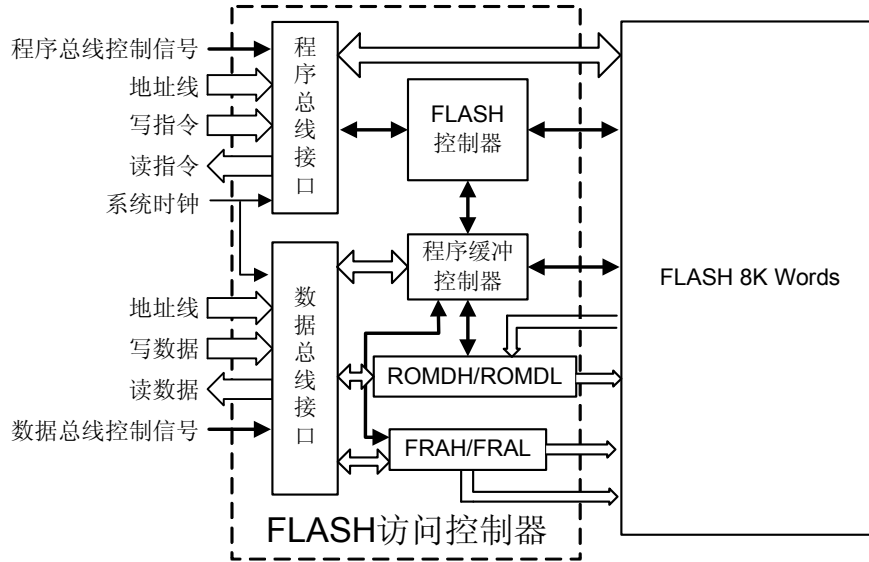 程序总线控制信号
地址线
写指令
读指令
系统时钟
程序总线接口
FLASH
控制器
程序缓冲
控制器
地址线
写数据
读数据
数据总线控制信号
数据总线接口
ROMDH/ROMDL
FRAH/FRAL
FLASH 8K Words
FLASH访问控制器